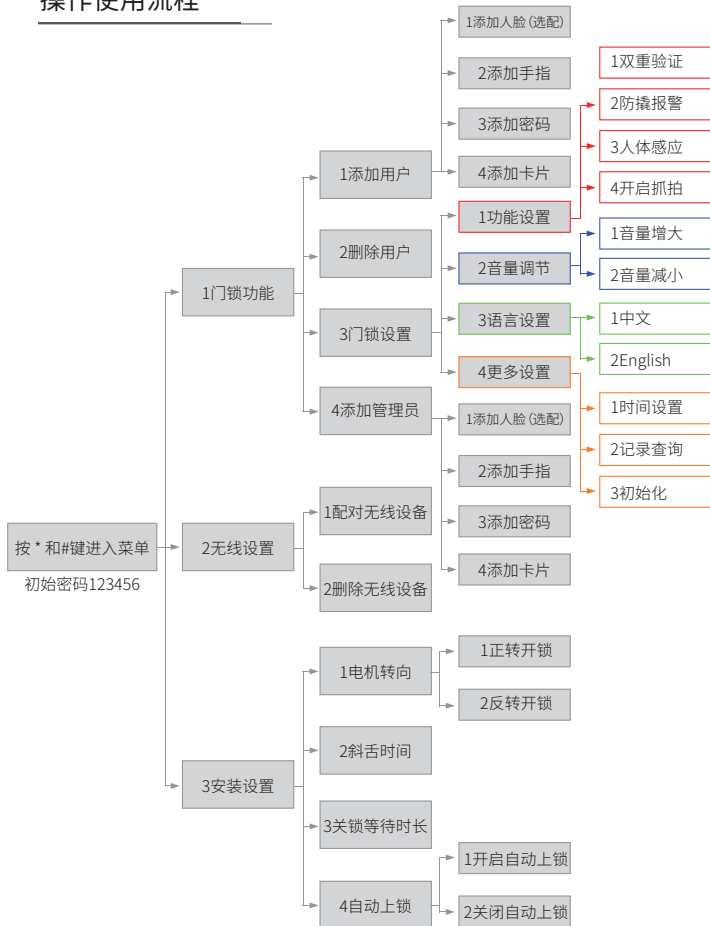 操作使用流程
按 * 和#键进入菜单
初始密码123456
1门锁功能
2无线设置
3安装设置
1添加用户
2删除用户
3门锁设置
4添加管理员
1配对无线设备
2删除无线设备
1电机转向
2斜舌时间
3关锁等待时长
4自动上锁
1添加人脸(选配)
2添加手指
3添加密码
4添加卡片
1功能设置
2音量调节
3语言设置
4更多设置
1添加人脸(选配)
2添加手指
3添加密码
4添加卡片
1正转开锁
2反转开锁
1开启自动上锁
2关闭自动上锁
1双重验证
2防撬报警
3人体感应
4开启抓拍
1音量增大
2音量减小
1中文
2English
1时间设置
2记录查询
3初始化